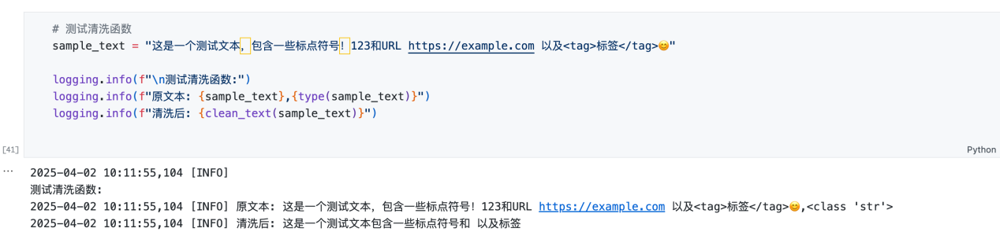 # 测试清洗函数
sample_text = "这是一个测试文本，包含一些标点符号！123和URL https://example.com 以及<tag>标签</tag>😊"
logging.info(f"\n测试清洗函数:")
logging.info(f"原文本: {sample_text},{type(sample_text)}")
logging.info(f"清洗后: {clean_text(sample_text)}")
[41]
Python
...
2025-04-02 10:11:55,104 [INFO]
测试清洗函数:
2025-04-02 10:11:55,104 [INFO] 原文本: 这是一个测试文本，包含一些标点符号！123和URL https://example.com 以及<tag>标签</tag>😊,<class 'str'>
2025-04-02 10:11:55,104 [INFO] 清洗后: 这是一个测试文本包含一些标点符号和 以及标签